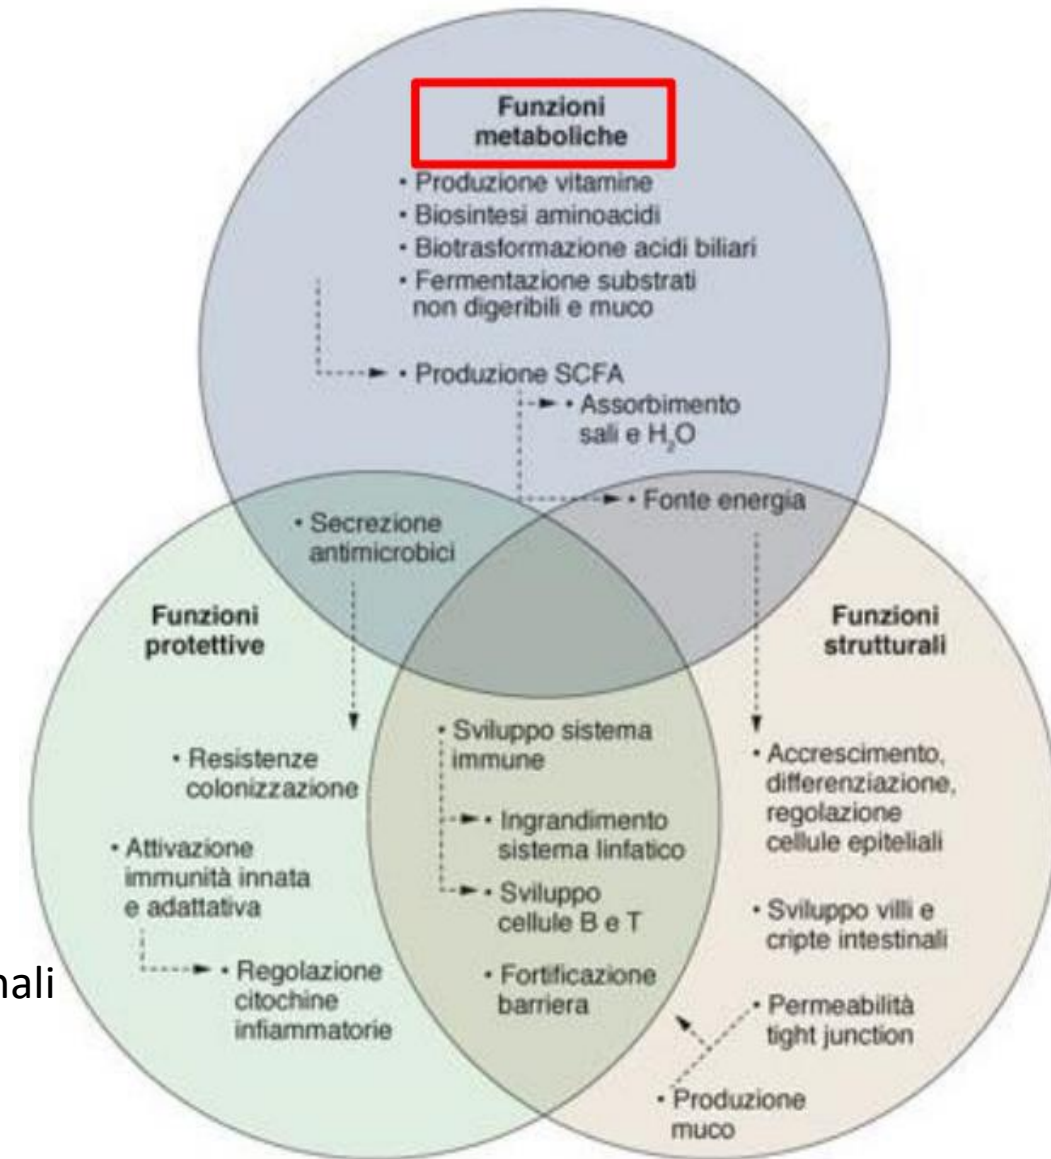 Funzioni
metaboliche
• Produzione vitamine
• Biosintesi aminoacidi
• Biotrasformazione acidi biliari
• Fermentazione substrati
non digeribili e muco
• Produzione SCFA
• Assorbimento
sali e H₂O
• Fonte energia
• Secrezione
antimicrobici
Funzioni
protettive
• Resistenze
colonizzazione
• Attivazione
immunità innata
e adattativa
• Regolazione
citochine
infiammatorie
• Sviluppo sistema
immune
• Ingrandimento
sistema linfatico
• Sviluppo
cellule B e T
• Fortificazione
barriera
Funzioni
strutturali
• Accrescimento,
differenziazione,
regolazione
cellule epiteliali
• Sviluppo villi e
cripte intestinali
• Permeabilità
tight junction
• Produzione
muco
nali